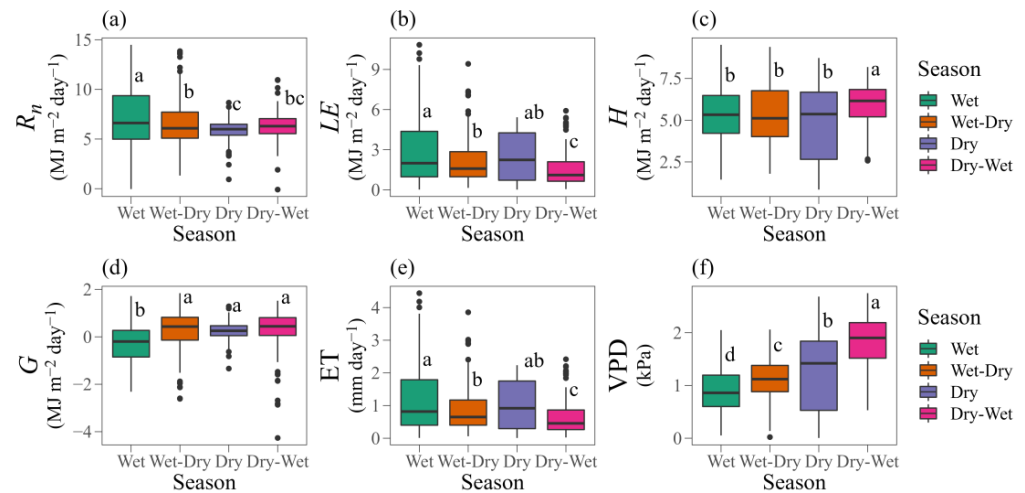 (a)
(b)
(c)
Rn
(MJ m−2 day−1)
15
10
5
0
a
b
c
bc
Wet Wet-Dry Dry Dry-Wet
Season
LE
(MJ m−2 day−1)
9
6
3
0
a
b
ab
c
Wet Wet-Dry Dry Dry-Wet
Season
H
(MJ m−2 day−1)
7.5
5.0
2.5
b
b
b
a
Wet Wet-Dry Dry Dry-Wet
Season
Season
Wet
Wet-Dry
Dry
Dry-Wet
(d)
(e)
(f)
G
(MJ m−2 day−1)
2
0
−2
−4
b
a
a
a
Wet Wet-Dry Dry Dry-Wet
Season
ET
(mm day−1)
4
3
2
1
0
a
b
ab
c
Wet Wet-Dry Dry Dry-Wet
Season
VPD
(kPa)
2
1
0
d
c
b
a
Wet Wet-Dry Dry Dry-Wet
Season
Season
Wet
Wet-Dry
Dry
Dry-Wet